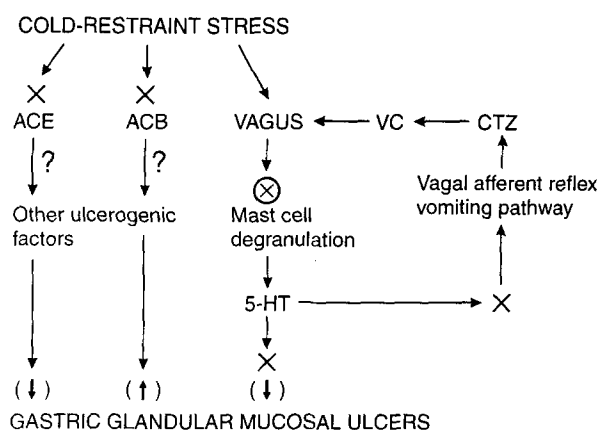 COLD-RESTRAINT STRESS
ACE ACB VAGUS VC CTZ
? ?
Vagal afferent reflex
vomiting pathway
Other ulcerogenic
factors
Mast cell
degranulation
5-HT
(↓) (↑) (↓)
GASTRIC GLANDULAR MUCOSAL ULCERS